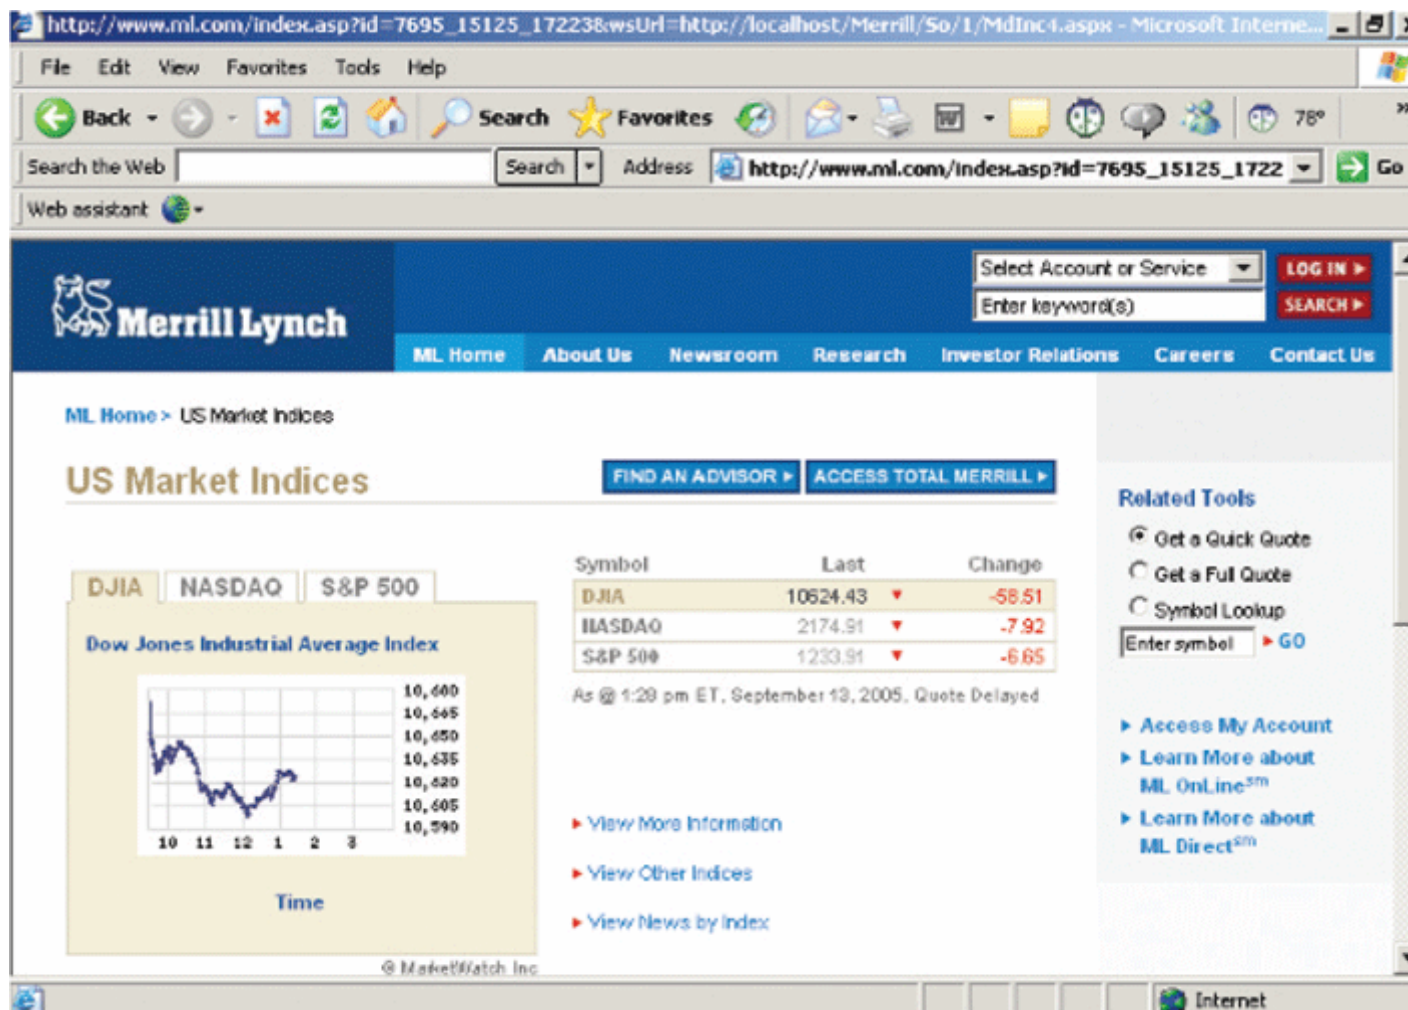 http://www.ml.com/index.asp?id=7695_15125_17223&wsUrl=http://localhost/Merrill/So/1/MdInc4.aspx - Microsoft Interne...
File Edit View Favorites Tools Help
Back Search Favorites 78° »
Search the Web Search Address http://www.ml.com/index.asp?id=7695_15125_1722 Go
Web assistant
Select Account or Service LOG IN
Merrill Lynch Enter keyword(s) SEARCH
ML Home About Us Newsroom Research Investor Relations Careers Contact Us
ML Home > US Market Indices
US Market Indices FIND AN ADVISOR ACCESS TOTAL MERRILL
DJIA NASDAQ S&P 500
Dow Jones Industrial Average Index
10,680
10,665
10,650
10,635
10,620
10,605
10,590
10 11 12 1 2 3
Time
© MarketWatch Inc
Symbol Last Change
DJIA 10624.43 -58.51
NASDAQ 2174.91 -7.92
S&P 500 1233.91 -6.65
As @ 1:28 pm ET, September 13, 2005, Quote Delayed
View More Information
View Other Indices
View News by Index
Related Tools
Get a Quick Quote
Get a Full Quote
Symbol Lookup
Enter symbol GO
Access My Account
Learn More about
ML OnLine℠
Learn More about
ML Direct℠
Internet